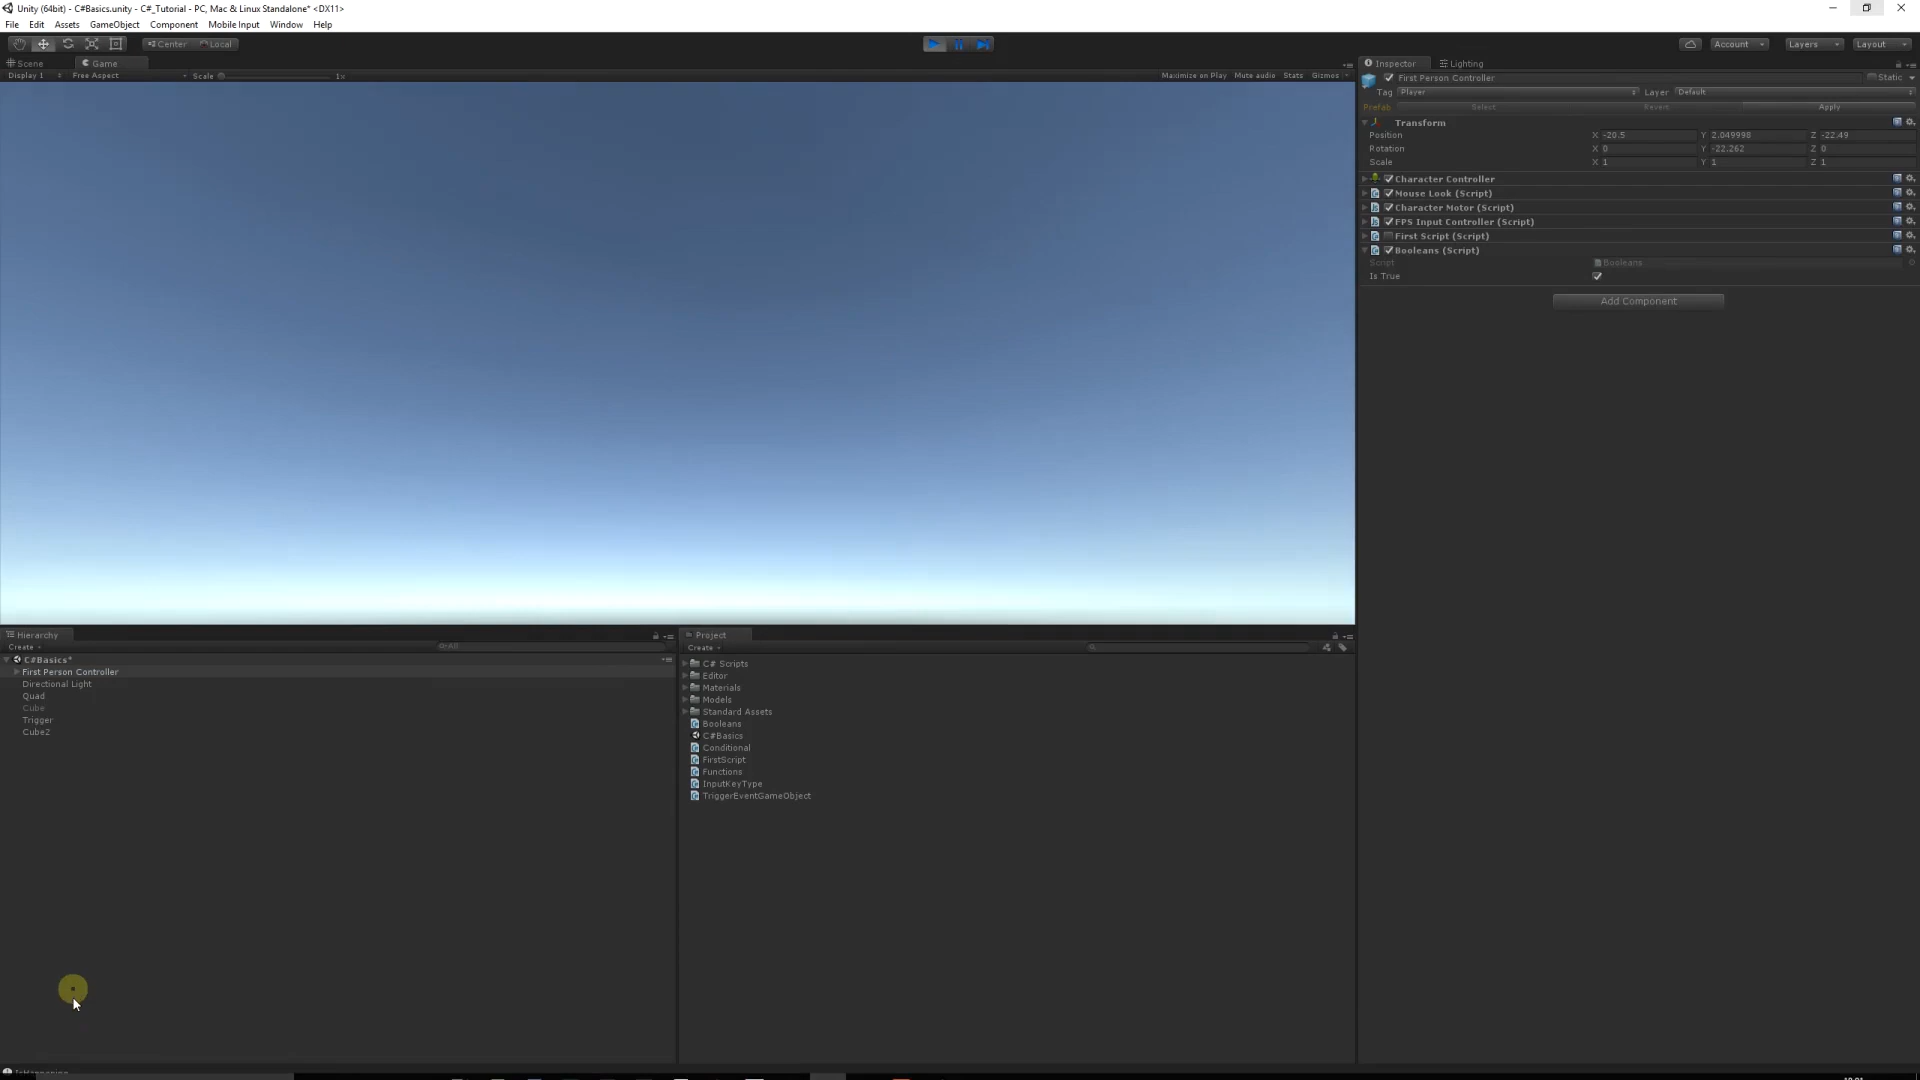 Unity (64bit) - C#Basics.unity - C#_Tutorial - PC, Mac & Linux Standalone* <DX11>
File Edit Assets GameObject Component Mobile Input Window Help
Center Local Account Layers Layout
Scene Game
Display 1 Free Aspect Scale 1x Maximize on Play Mute audio Stats Gizmos
Inspector Lighting
First Person Controller Static
Tag Player Layer Default
Prefab Select Revert Apply
Transform
Position X -20.5 Y 2.049998 Z -22.49
Rotation X 0 Y -22.262 Z 0
Scale X 1 Y 1 Z 1
Character Controller
Mouse Look (Script)
Character Motor (Script)
FPS Input Controller (Script)
First Script (Script)
Booleans (Script)
Script Booleans
Is True
Add Component
Hierarchy
Create All
C#Basics*
First Person Controller
Directional Light
Quad
Cube
Trigger
Cube2
Project
Create
C# Scripts
Editor
Materials
Models
Standard Assets
Booleans
C#Basics
Conditional
FirstScript
Functions
InputKeyType
TriggerEventGameObject